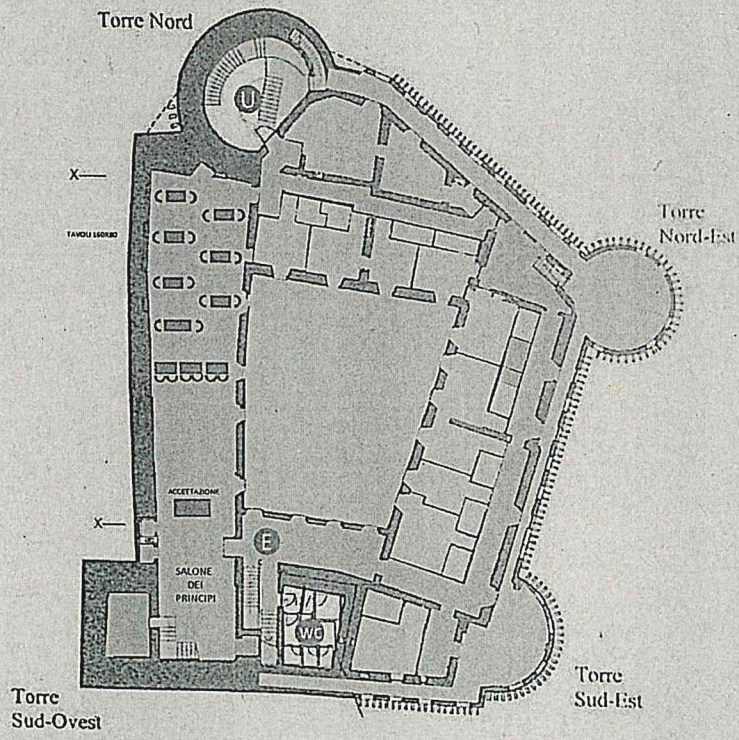 Torre Nord
U
X
TAVOLI 160X80
Torre
Nord-Est
ACCETTAZIONE
X
E
SALONE
DEI
PRINCIPI
WC
Torre
Sud-Ovest
Torre
Sud-Est